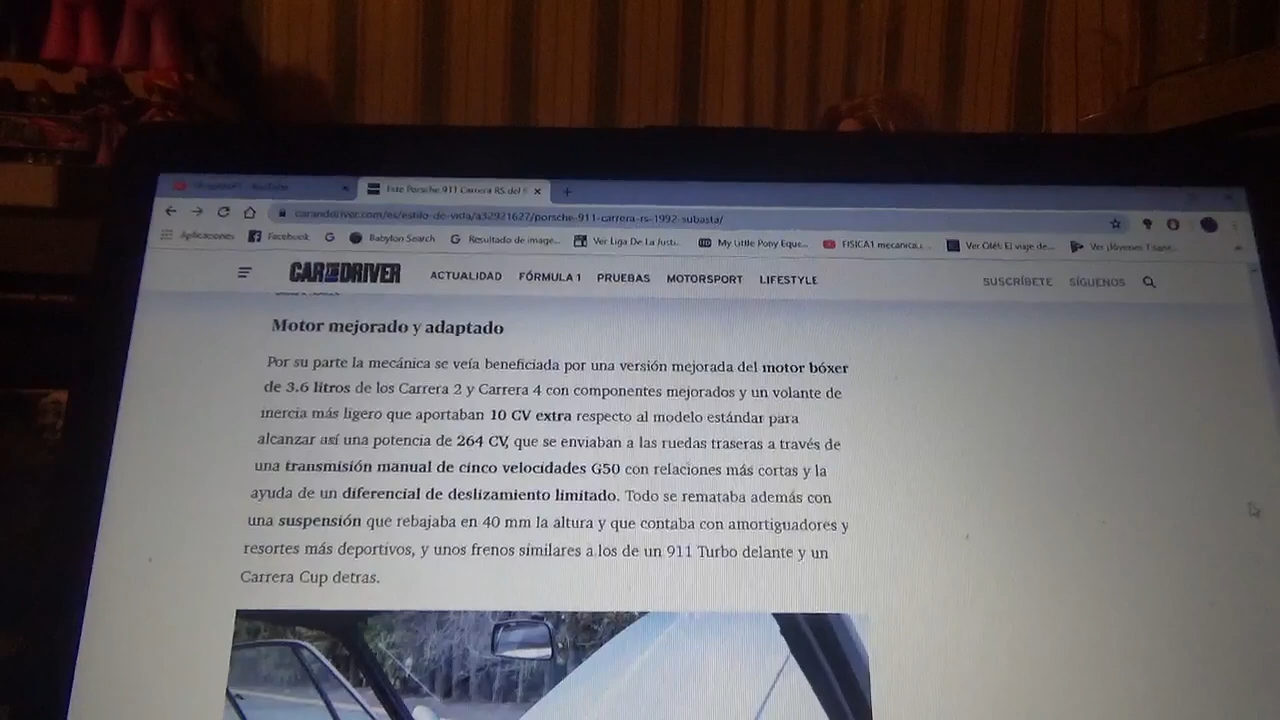 Este Porsche 911 Carrera RS del
caranddriver.com/es/estilo-de-vida/a32921627/porsche-911-carrera-rs-1992-subasta/
Aplicaciones Facebook Babylon Search Resultado de image... Ver Liga De La Justi... My Little Pony Eque... FISICA1 mecanica... Ver Olé!: El viaje de... Ver ¡Jóvenes
CAR AND DRIVER ACTUALIDAD FÓRMULA 1 PRUEBAS MOTORSPORT LIFESTYLE SUSCRÍBETE SÍGUENOS
Motor mejorado y adaptado
Por su parte la mecánica se veía beneficiada por una versión mejorada del motor bóxer
de 3.6 litros de los Carrera 2 y Carrera 4 con componentes mejorados y un volante de
inercia más ligero que aportaban 10 CV extra respecto al modelo estándar para
alcanzar así una potencia de 264 CV, que se enviaban a las ruedas traseras a través de
una transmisión manual de cinco velocidades G50 con relaciones más cortas y la
ayuda de un diferencial de deslizamiento limitado. Todo se remataba además con
una suspensión que rebajaba en 40 mm la altura y que contaba con amortiguadores y
resortes más deportivos, y unos frenos similares a los de un 911 Turbo delante y un
Carrera Cup detras.